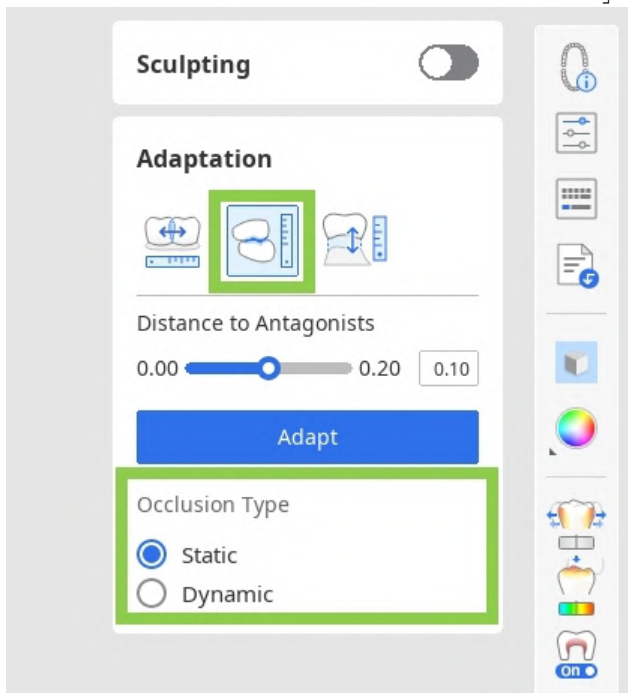 Sculpting
Adaptation
Distance to Antagonists
0.00 0.20 0.10
Adapt
Occlusion Type
Static
Dynamic
On